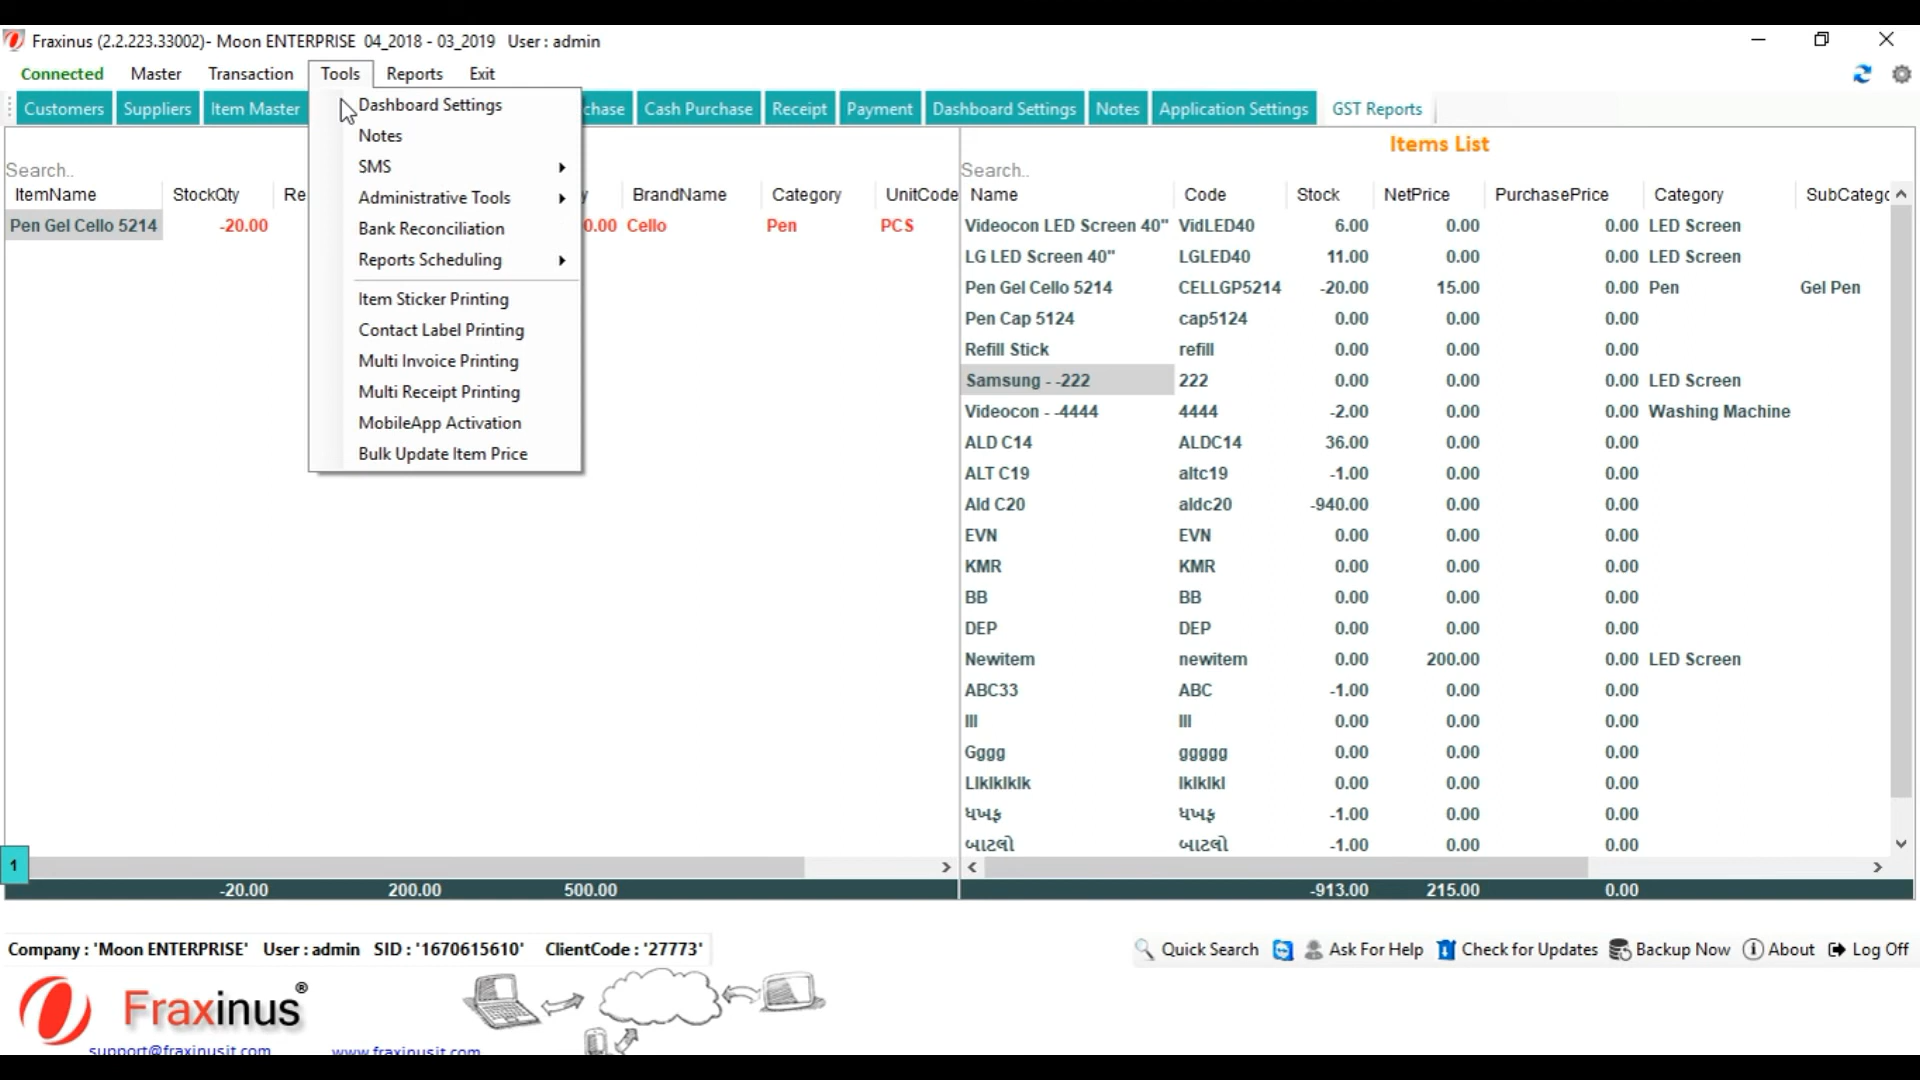 Fraxinus (2.2.223.33002)- Moon ENTERPRISE 04_2018 - 03_2019 User : admin
Connected Master Transaction Tools Reports Exit
Customers Suppliers Item Master chase Cash Purchase Receipt Payment Dashboard Settings Notes Application Settings GST Reports
Dashboard Settings
Notes
SMS
Administrative Tools
Bank Reconciliation
Reports Scheduling
Item Sticker Printing
Contact Label Printing
Multi Invoice Printing
Multi Receipt Printing
MobileApp Activation
Bulk Update Item Price
Search..
ItemName StockQty Re y BrandName Category UnitCode
Pen Gel Cello 5214 -20.00 0.00 Cello Pen PCS
1
-20.00 200.00 500.00
Items List
Search..
Name Code Stock NetPrice PurchasePrice Category SubCatego
Videocon LED Screen 40" VidLED40 6.00 0.00 0.00 LED Screen
LG LED Screen 40" LGLED40 11.00 0.00 0.00 LED Screen
Pen Gel Cello 5214 CELLGP5214 -20.00 15.00 0.00 Pen Gel Pen
Pen Cap 5124 cap5124 0.00 0.00 0.00
Refill Stick refill 0.00 0.00 0.00
Samsung - -222 222 0.00 0.00 0.00 LED Screen
Videocon - -4444 4444 -2.00 0.00 0.00 Washing Machine
ALD C14 ALDC14 36.00 0.00 0.00
ALT C19 altc19 -1.00 0.00 0.00
Ald C20 aldc20 -940.00 0.00 0.00
EVN EVN 0.00 0.00 0.00
KMR KMR 0.00 0.00 0.00
BB BB 0.00 0.00 0.00
DEP DEP 0.00 0.00 0.00
Newitem newitem 0.00 200.00 0.00 LED Screen
ABC33 ABC -1.00 0.00 0.00
lll lll 0.00 0.00 0.00
Gggg ggggg 0.00 0.00 0.00
Llklklklk lklklkl 0.00 0.00 0.00
ધખફ ધખફ -1.00 0.00 0.00
બાટલો બાટલો -1.00 0.00 0.00
-913.00 215.00 0.00
Company : 'Moon ENTERPRISE' User : admin SID : '1670615610' ClientCode : '27773'
Quick Search Ask For Help Check for Updates Backup Now About Log Off
Fraxinus®
support@fraxinusit.com www.fraxinusit.com